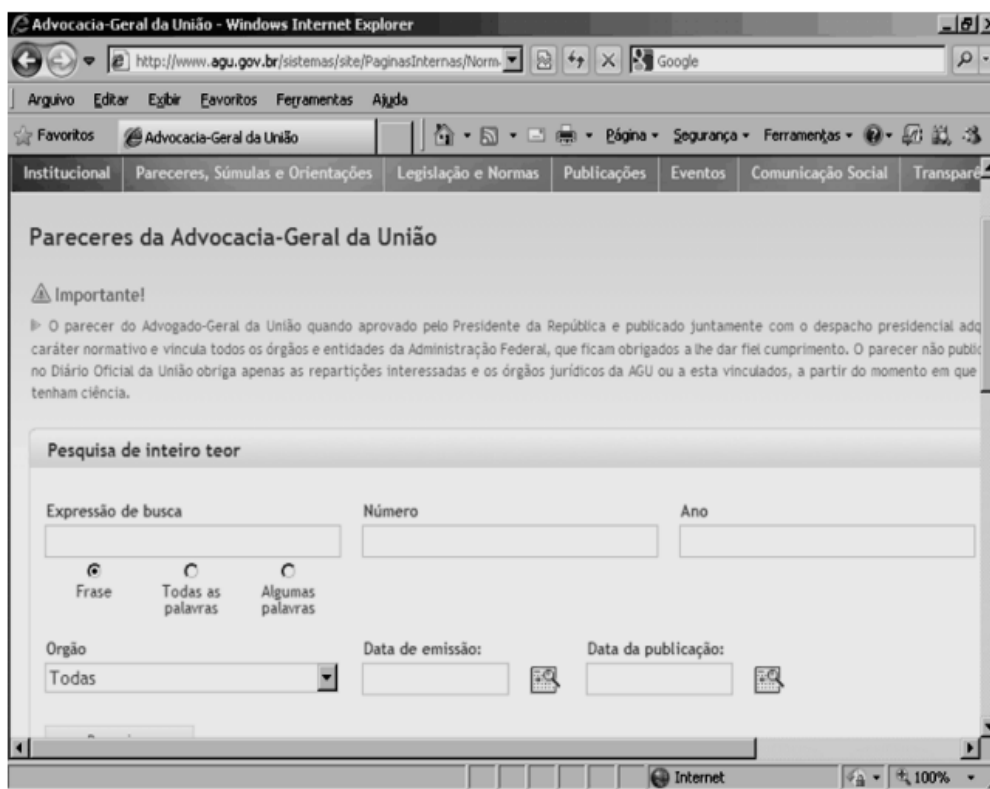 Advocacia-Geral da União - Windows Internet Explorer
http://www.agu.gov.br/sistemas/site/PaginasInternas/Norm
Google
Arquivo Editar Exibir Favoritos Ferramentas Ajuda
Favoritos Advocacia-Geral da União Página Segurança Ferramentas
Institucional Pareceres, Súmulas e Orientações Legislação e Normas Publicações Eventos Comunicação Social Transparê
Pareceres da Advocacia-Geral da União
Importante!
O parecer do Advogado-Geral da União quando aprovado pelo Presidente da República e publicado juntamente com o despacho presidencial adq
caráter normativo e vincula todos os órgãos e entidades da Administração Federal, que ficam obrigados a lhe dar fiel cumprimento. O parecer não public
no Diário Oficial da União obriga apenas as repartições interessadas e os órgãos jurídicos da AGU ou a esta vinculados, a partir do momento em que
tenham ciência.
Pesquisa de inteiro teor
Expressão de busca Número Ano
Frase Todas as palavras Algumas palavras
Orgão Data de emissão: Data da publicação:
Todas
Internet 100%